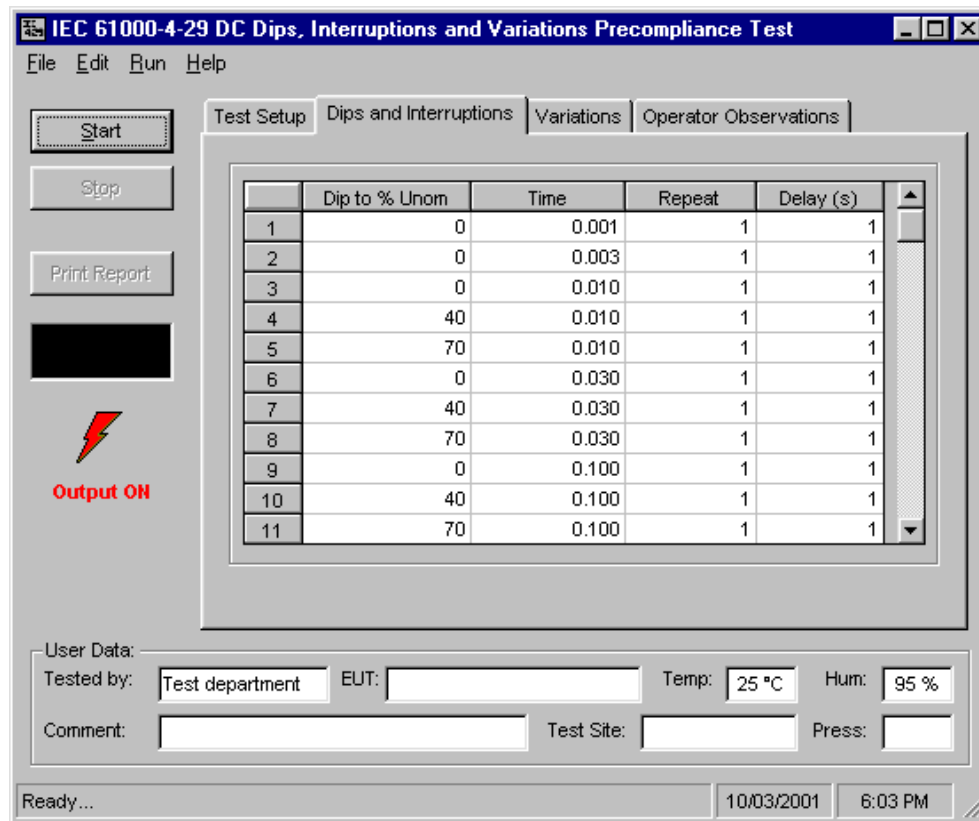 IEC 61000-4-29 DC Dips, Interruptions and Variations Precompliance Test
File Edit Run Help
Start
Stop
Print Report
Output ON
Test Setup Dips and Interruptions Variations Operator Observations
Dip to % Unom Time Repeat Delay (s)
1 0 0.001 1 1
2 0 0.003 1 1
3 0 0.010 1 1
4 40 0.010 1 1
5 70 0.010 1 1
6 0 0.030 1 1
7 40 0.030 1 1
8 70 0.030 1 1
9 0 0.100 1 1
10 40 0.100 1 1
11 70 0.100 1 1
User Data:
Tested by: Test department EUT: Temp: 25 °C Hum: 95 %
Comment: Test Site: Press:
Ready... 10/03/2001 6:03 PM